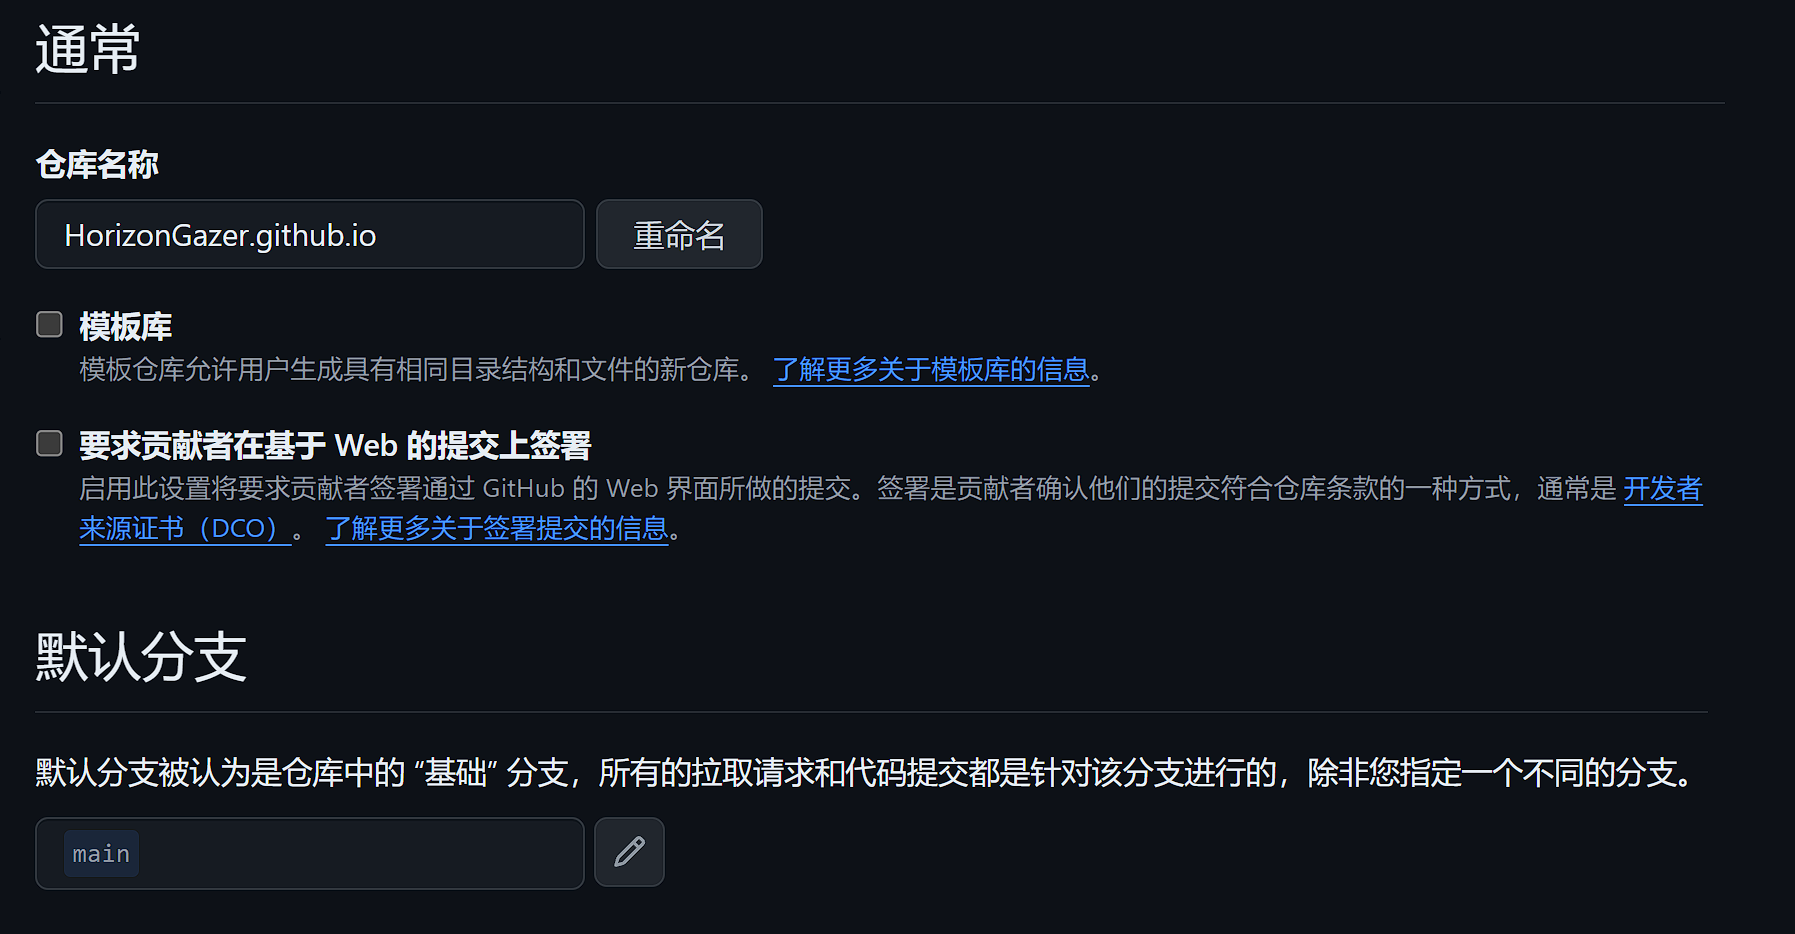 通常
仓库名称
HorizonGazer.github.io
重命名
模板库
模板仓库允许用户生成具有相同目录结构和文件的新仓库。 了解更多关于模板库的信息。
要求贡献者在基于 Web 的提交上签署
启用此设置将要求贡献者签署通过 GitHub 的 Web 界面所做的提交。签署是贡献者确认他们的提交符合仓库条款的一种方式，通常是 开发者
来源证书（DCO）。 了解更多关于签署提交的信息。
默认分支
默认分支被认为是仓库中的 “基础” 分支，所有的拉取请求和代码提交都是针对该分支进行的，除非您指定一个不同的分支。
main